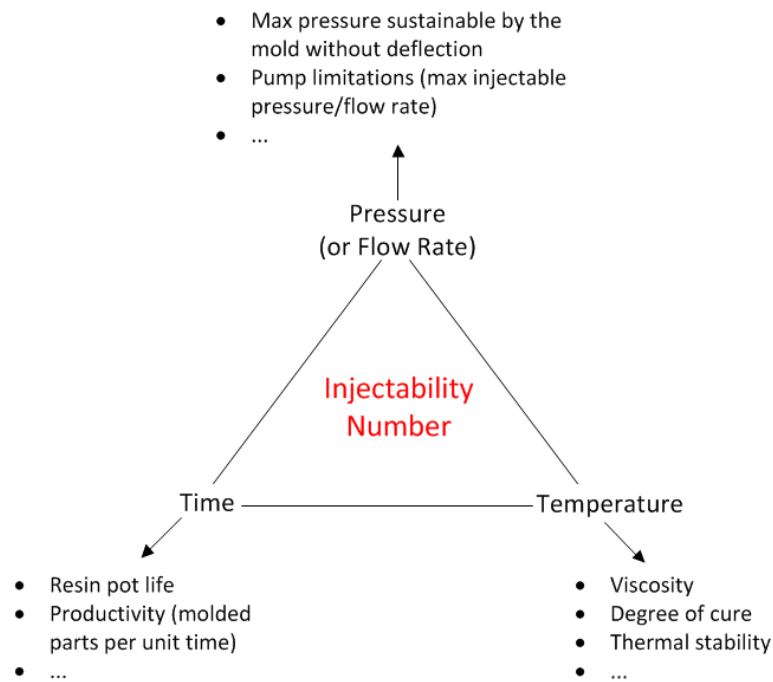 • Max pressure sustainable by the
mold without deflection
• Pump limitations (max injectable
pressure/flow rate)
• ...
Pressure
(or Flow Rate)
Injectability
Number
Time
Temperature
• Resin pot life
• Productivity (molded
parts per unit time)
• ...
• Viscosity
• Degree of cure
• Thermal stability
• ...